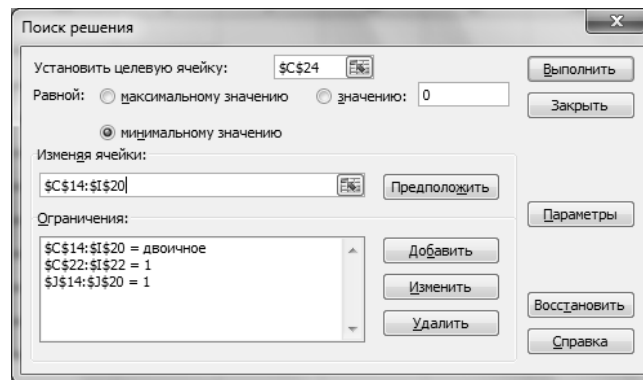 Поиск решения
x
Установить целевую ячейку: $C$24
Равной: максимальному значению значению: 0
минимальному значению
Изменяя ячейки:
$C$14:$I$20
Предположить
Ограничения:
$C$14:$I$20 = двоичное
$C$22:$I$22 = 1
$J$14:$J$20 = 1
Добавить
Изменить
Удалить
Выполнить
Закрыть
Параметры
Восстановить
Справка